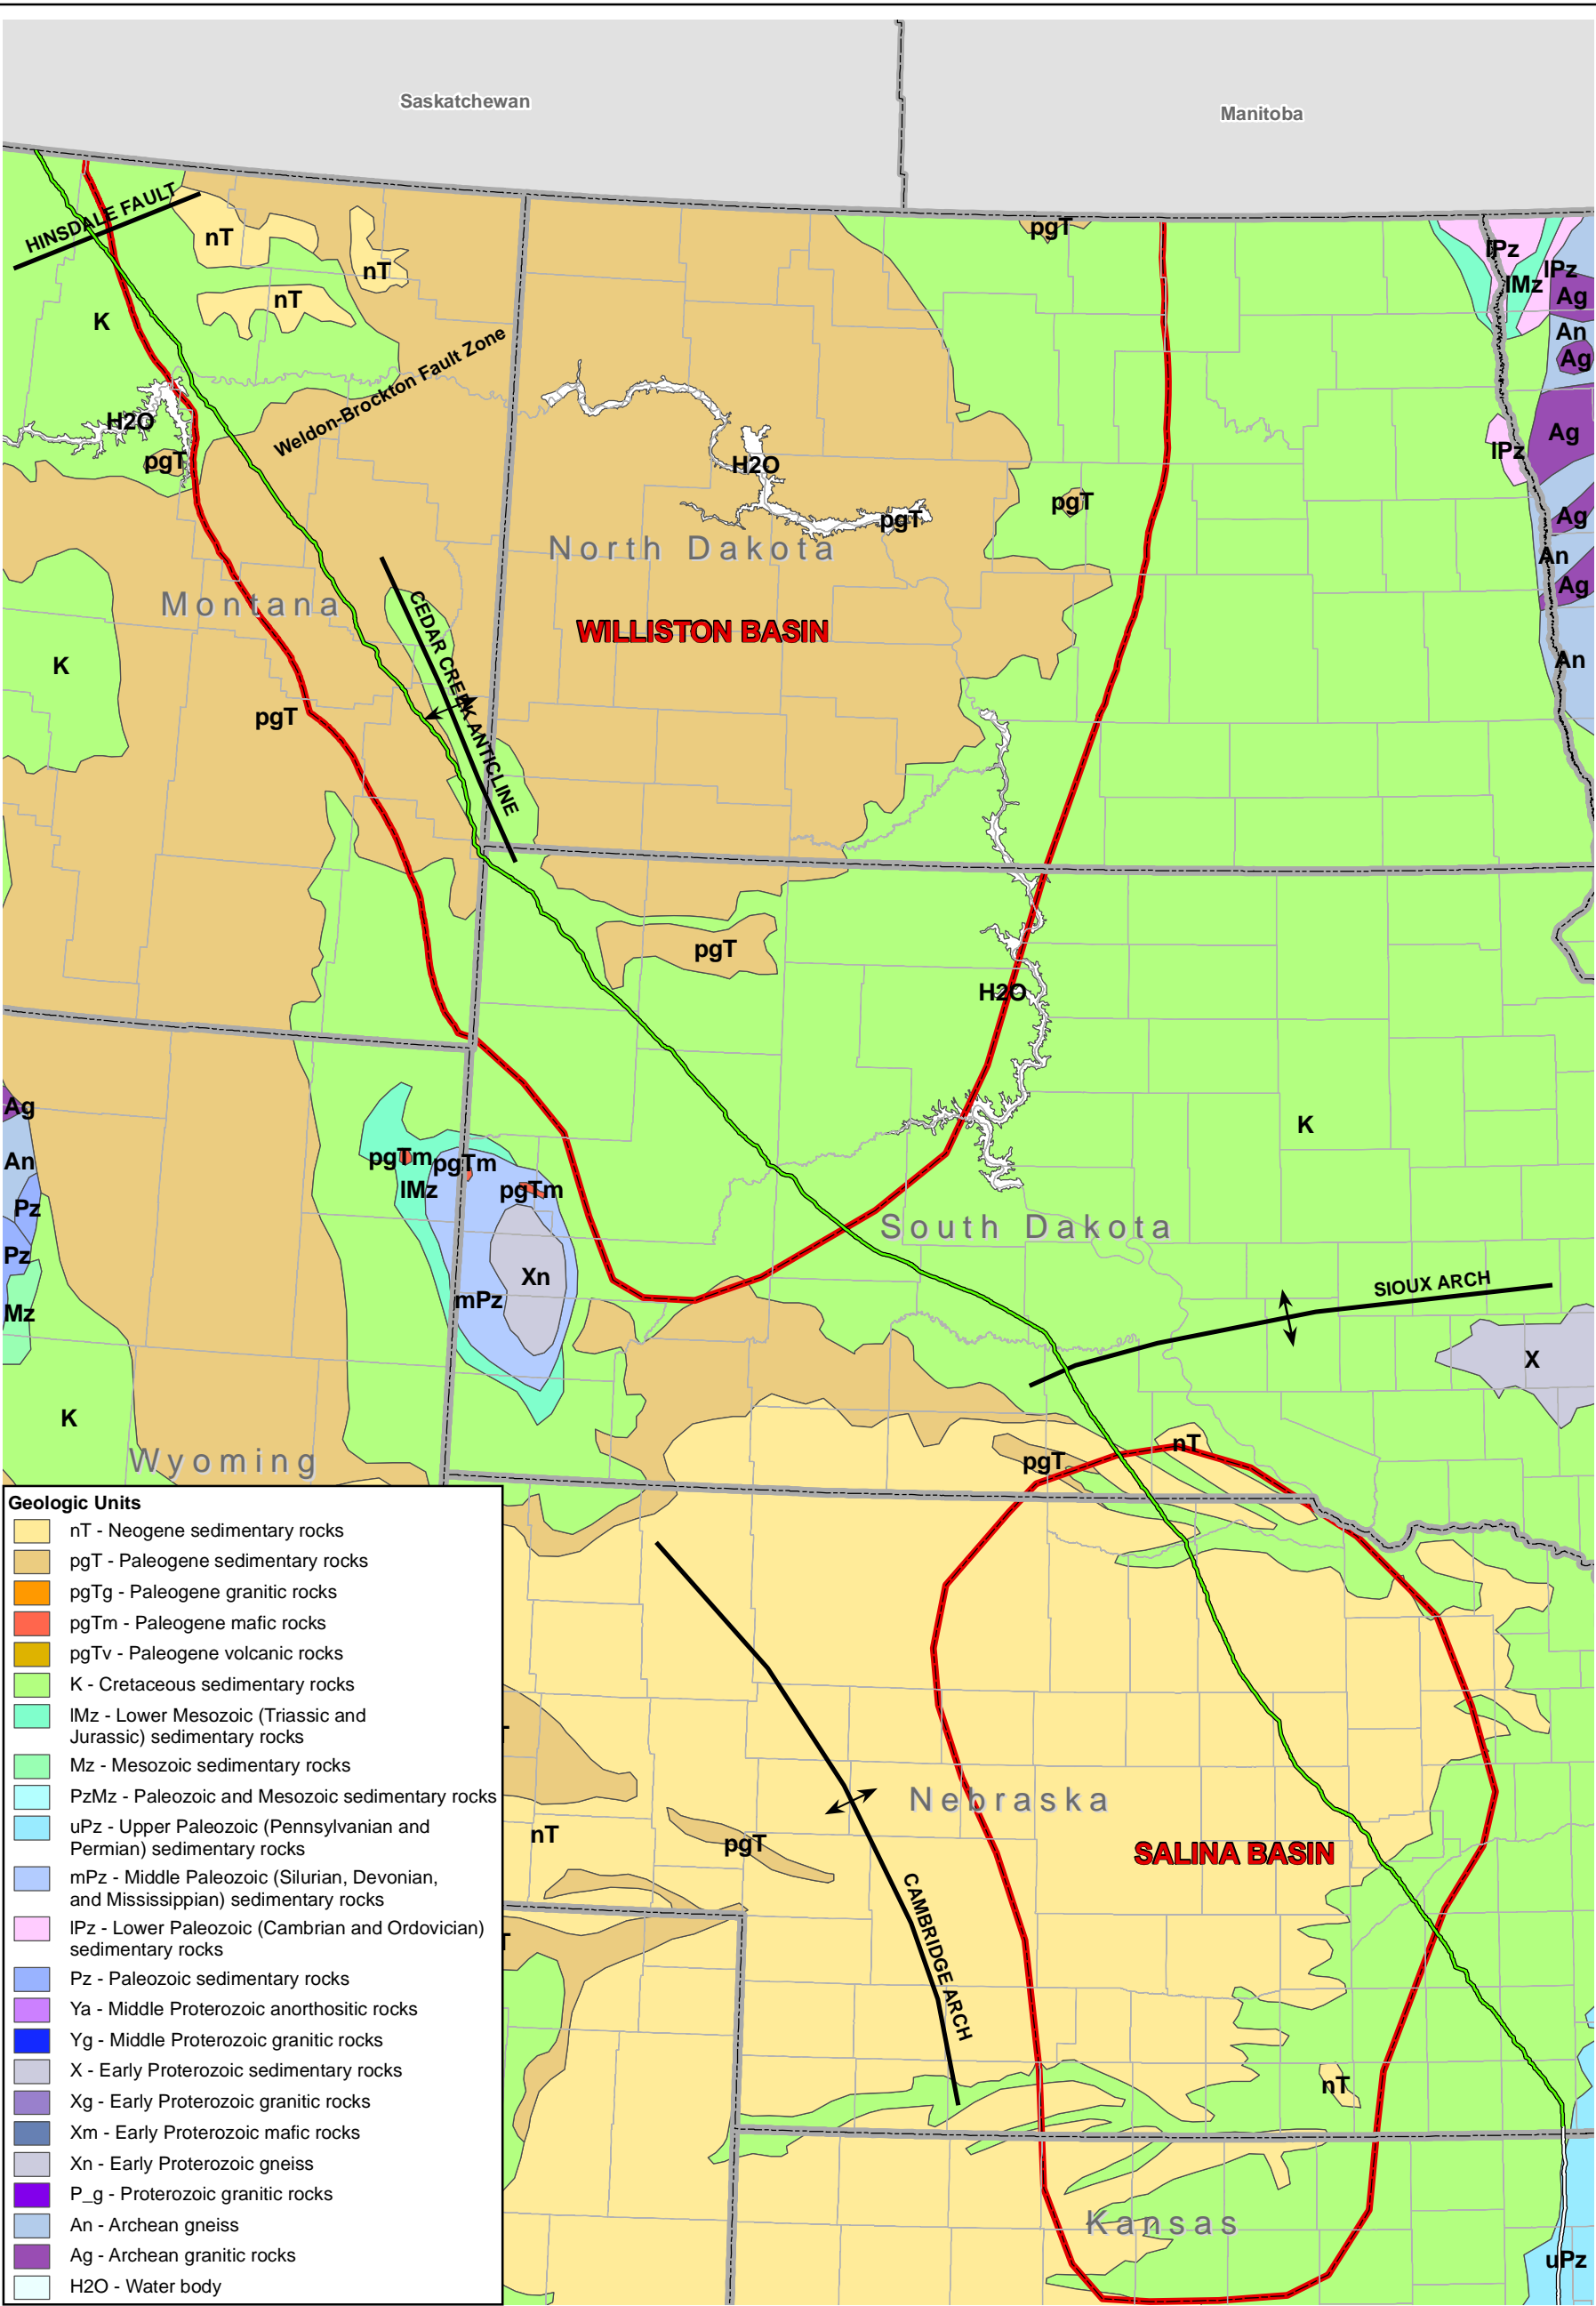 Saskatchewan
Manitoba
HINSDALE FAULT
nT
nT
nT
pgT
lPz
lPz
lMz
Ag
K
An
Ag
Weldon-Brockton Fault Zone
H2O
Ag
pgT
H2O
lPz
pgT
pgT
Ag
North Dakota
An
Ag
Montana
CEDAR CREEK ANTICLINE
WILLISTON BASIN
K
An
pgT
pgT
H2O
Ag
K
An
pgTm
pgTm
lMz
pgTm
Pz
South Dakota
Pz
Xn
mPz
SIOUX ARCH
Mz
X
K
Wyoming
nT
pgT
Nebraska
nT
pgT
SALINA BASIN
CAMBRIDGE ARCH
nT
Kansas
uPz
Geologic Units
nT - Neogene sedimentary rocks
pgT - Paleogene sedimentary rocks
pgTg - Paleogene granitic rocks
pgTm - Paleogene mafic rocks
pgTv - Paleogene volcanic rocks
K - Cretaceous sedimentary rocks
lMz - Lower Mesozoic (Triassic and
Jurassic) sedimentary rocks
Mz - Mesozoic sedimentary rocks
PzMz - Paleozoic and Mesozoic sedimentary rocks
uPz - Upper Paleozoic (Pennsylvanian and
Permian) sedimentary rocks
mPz - Middle Paleozoic (Silurian, Devonian,
and Mississippian) sedimentary rocks
lPz - Lower Paleozoic (Cambrian and Ordovician)
sedimentary rocks
Pz - Paleozoic sedimentary rocks
Ya - Middle Proterozoic anorthositic rocks
Yg - Middle Proterozoic granitic rocks
X - Early Proterozoic sedimentary rocks
Xg - Early Proterozoic granitic rocks
Xm - Early Proterozoic mafic rocks
Xn - Early Proterozoic gneiss
P_g - Proterozoic granitic rocks
An - Archean gneiss
Ag - Archean granitic rocks
H2O - Water body